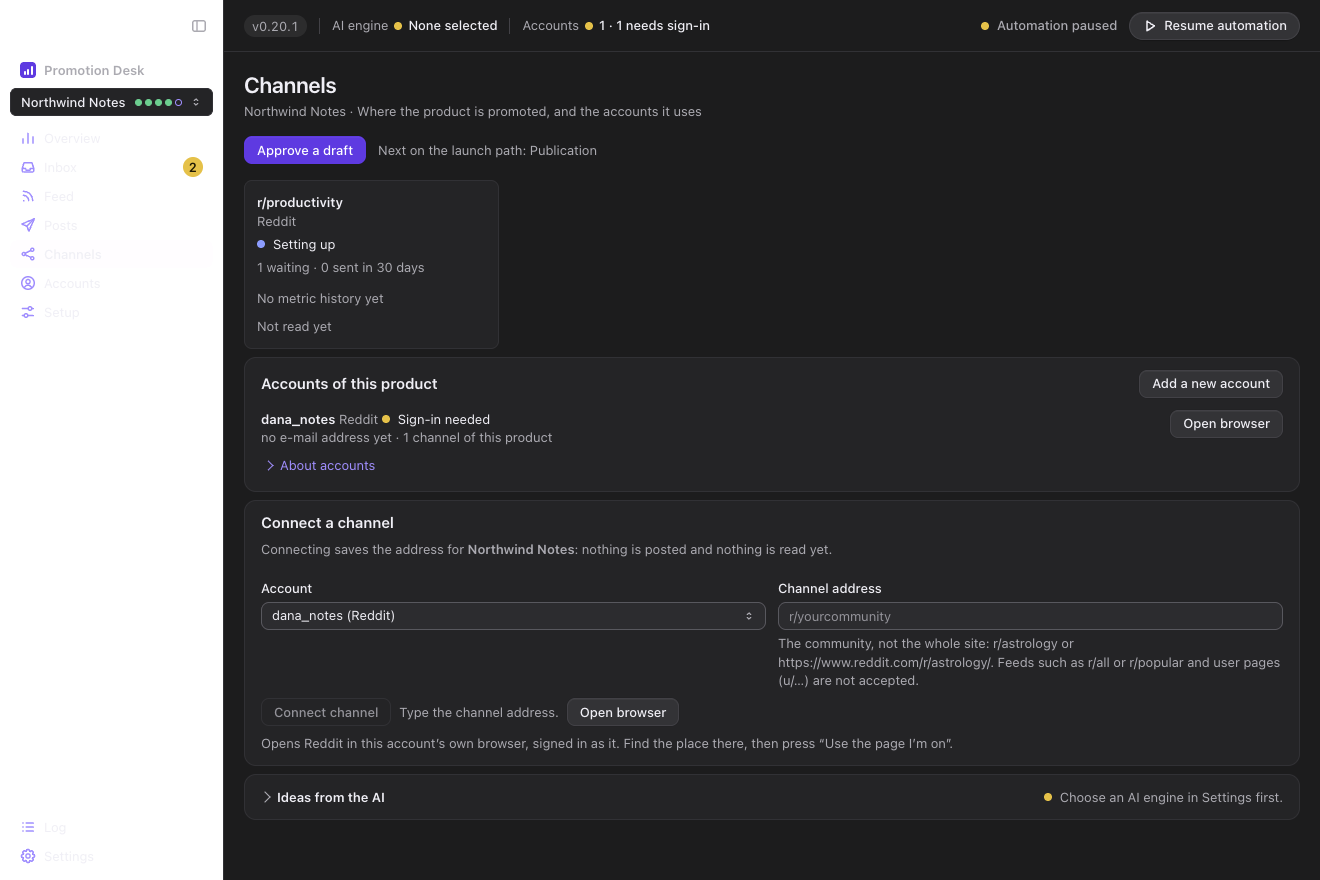 v0.20.1
AI engine None selected
Accounts 1 · 1 needs sign-in
Automation paused
Resume automation
Promotion Desk
Northwind Notes
Overview
Inbox 2
Feed
Posts
Channels
Accounts
Setup
Log
Settings
Channels
Northwind Notes · Where the product is promoted, and the accounts it uses
Approve a draft
Next on the launch path: Publication
r/productivity
Reddit
Setting up
1 waiting · 0 sent in 30 days
No metric history yet
Not read yet
Accounts of this product
Add a new account
dana_notes Reddit Sign-in needed
no e-mail address yet · 1 channel of this product
Open browser
About accounts
Connect a channel
Connecting saves the address for Northwind Notes: nothing is posted and nothing is read yet.
Account
dana_notes (Reddit)
Channel address
r/yourcommunity
The community, not the whole site: r/astrology or
https://www.reddit.com/r/astrology/. Feeds such as r/all or r/popular and user pages
(u/…) are not accepted.
Connect channel
Type the channel address.
Open browser
Opens Reddit in this account’s own browser, signed in as it. Find the place there, then press “Use the page I’m on”.
Ideas from the AI
Choose an AI engine in Settings first.